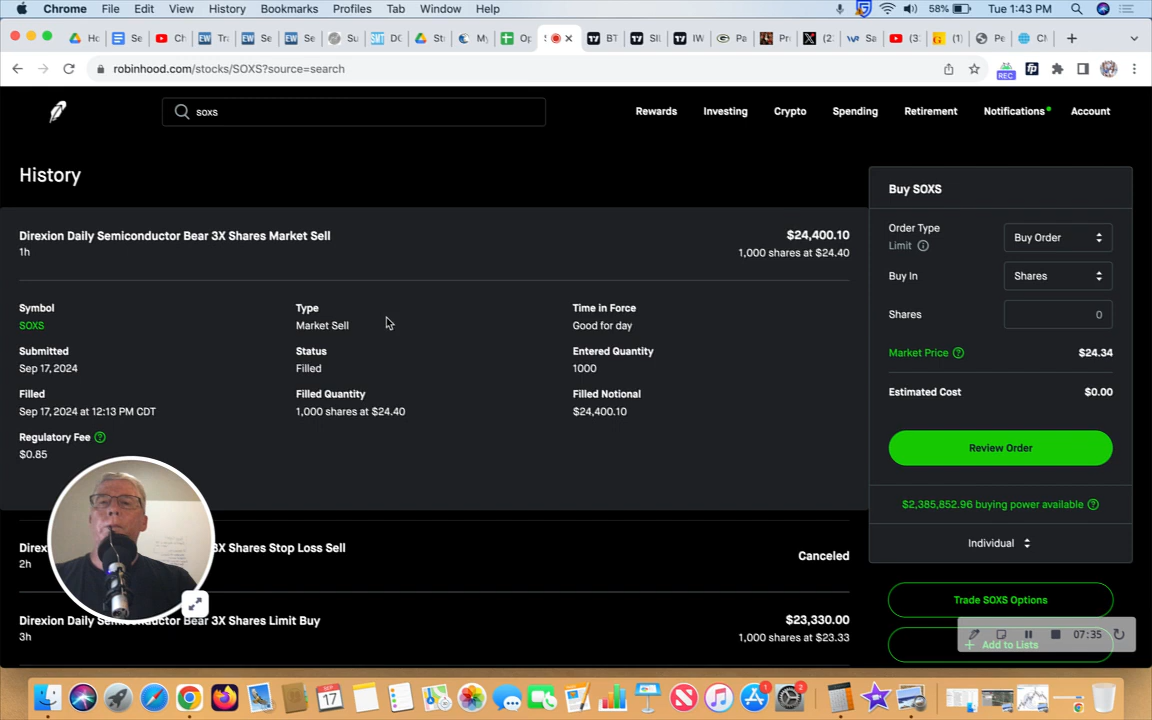 Chrome File Edit View History Bookmarks Profiles Tab Window Help 58% Tue 1:43 PM
robinhood.com/stocks/SOXS?source=search
REC
soxs
Rewards Investing Crypto Spending Retirement Notifications Account
History
Direxion Daily Semiconductor Bear 3X Shares Market Sell $24,400.10
1h 1,000 shares at $24.40
Symbol Type Time in Force
SOXS Market Sell Good for day
Submitted Status Entered Quantity
Sep 17, 2024 Filled 1000
Filled Filled Quantity Filled Notional
Sep 17, 2024 at 12:13 PM CDT 1,000 shares at $24.40 $24,400.10
Regulatory Fee
$0.85
X Shares Stop Loss Sell Canceled
2h
Direxion Daily Semiconductor Bear 3X Shares Limit Buy $23,330.00
3h 1,000 shares at $23.33
Buy SOXS
Order Type
Limit Buy Order
Buy In Shares
Shares 0
Market Price $24.34
Estimated Cost $0.00
Review Order
$2,385,852.96 buying power available
Individual
Trade SOXS Options
07:35
+ Add to Lists
SEP
17
1
2